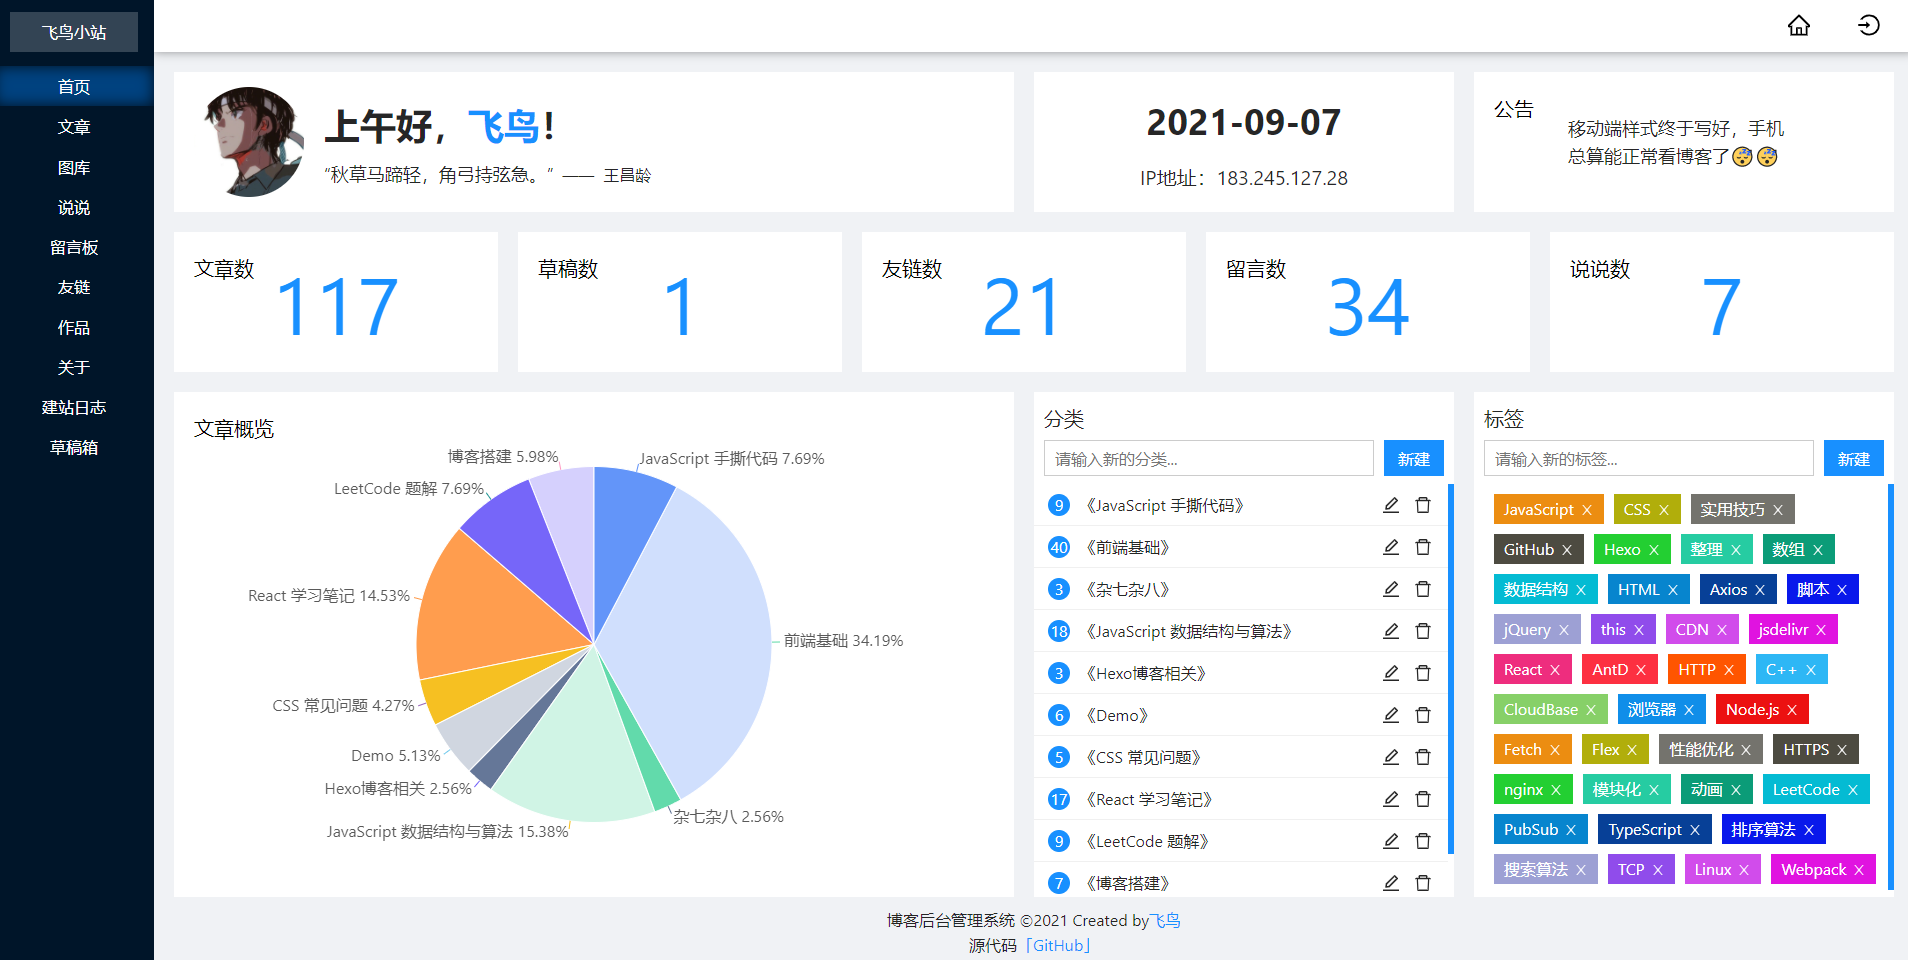 飞鸟小站
首页
文章
图库
说说
留言板
友链
作品
关于
建站日志
草稿箱
上午好，飞鸟！
“秋草马蹄轻，角弓持弦急。”—— 王昌龄
2021-09-07
IP地址：183.245.127.28
公告
移动端样式终于写好，手机
总算能正常看博客了😴😴
文章数
117
草稿数
1
友链数
21
留言数
34
说说数
7
文章概览
博客搭建 5.98%
JavaScript 手撕代码 7.69%
LeetCode 题解 7.69%
React 学习笔记 14.53%
前端基础 34.19%
CSS 常见问题 4.27%
Demo 5.13%
Hexo博客相关 2.56%
杂七杂八 2.56%
JavaScript 数据结构与算法 15.38%
分类
请输入新的分类...
新建
9 《JavaScript 手撕代码》
40 《前端基础》
3 《杂七杂八》
18 《JavaScript 数据结构与算法》
3 《Hexo博客相关》
6 《Demo》
5 《CSS 常见问题》
17 《React 学习笔记》
9 《LeetCode 题解》
7 《博客搭建》
标签
请输入新的标签...
新建
JavaScript CSS 实用技巧
GitHub Hexo 整理 数组
数据结构 HTML Axios 脚本
jQuery this CDN jsdelivr
React AntD HTTP C++
CloudBase 浏览器 Node.js
Fetch Flex 性能优化 HTTPS
nginx 模块化 动画 LeetCode
PubSub TypeScript 排序算法
搜索算法 TCP Linux Webpack
博客后台管理系统 ©2021 Created by飞鸟
源代码「GitHub」